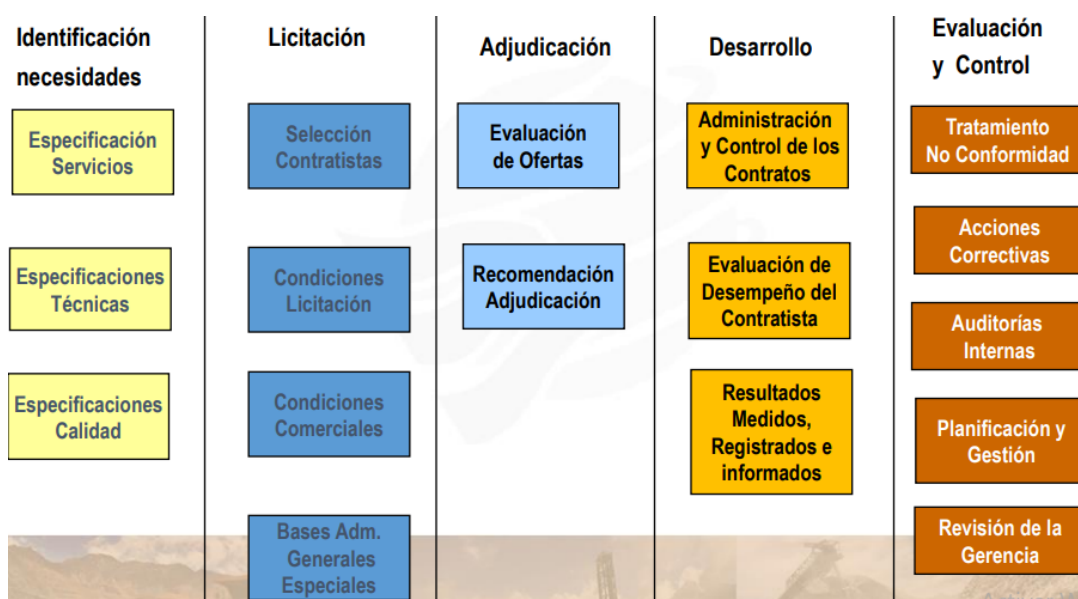 Identificación
necesidades
Especificación
Servicios
Especificaciones
Técnicas
Especificaciones
Calidad
Licitación
Selección
Contratistas
Condiciones
Licitación
Condiciones
Comerciales
Bases Adm.
Generales
Especiales
Adjudicación
Evaluación
de Ofertas
Recomendación
Adjudicación
Desarrollo
Administración
y Control de los
Contratos
Evaluación de
Desempeño del
Contratista
Resultados
Medidos,
Registrados e
informados
Evaluación
y Control
Tratamiento
No Conformidad
Acciones
Correctivas
Auditorías
Internas
Planificación y
Gestión
Revisión de la
Gerencia